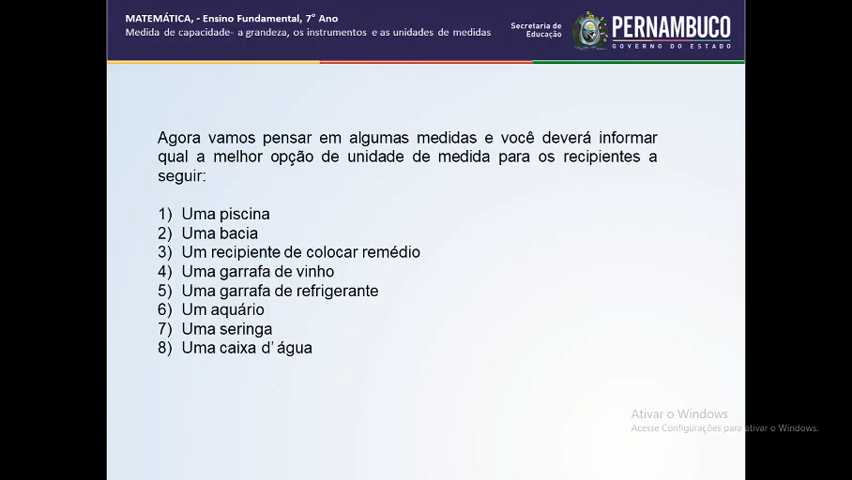 MATEMÁTICA, - Ensino Fundamental, 7° Ano
Medida de capacidade- a grandeza, os instrumentos e as unidades de medidas
Secretaria de
Educação
PERNAMBUCO
GOVERNO DO ESTADO
Agora vamos pensar em algumas medidas e você deverá informar
qual a melhor opção de unidade de medida para os recipientes a
seguir:
1) Uma piscina
2) Uma bacia
3) Um recipiente de colocar remédio
4) Uma garrafa de vinho
5) Uma garrafa de refrigerante
6) Um aquário
7) Uma seringa
8) Uma caixa d' água
Ativar o Windows
Acesse Configurações para ativar o Windows.